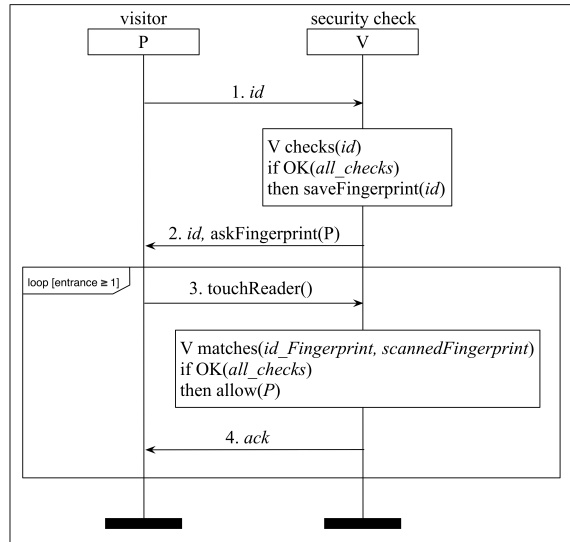 visitor
security check
P
V
1. id
V checks(id)
if OK(all_checks)
then saveFingerprint(id)
2. id, askFingerprint(P)
loop [entrance ≥ 1]
3. touchReader()
V matches(id_Fingerprint, scannedFingerprint)
if OK(all_checks)
then allow(P)
4. ack